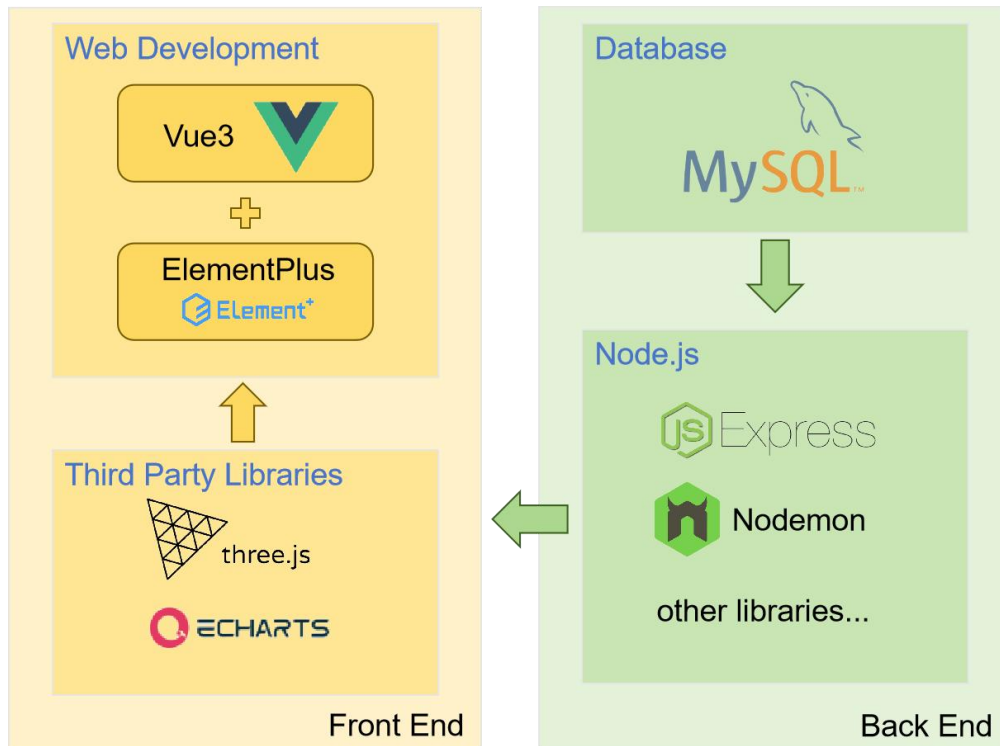 Web Development
Vue3
ElementPlus
Element+
Third Party Libraries
three.js
ECHARTS
Front End
Database
MySQL™
Node.js
JS Express
Nodemon
other libraries...
Back End